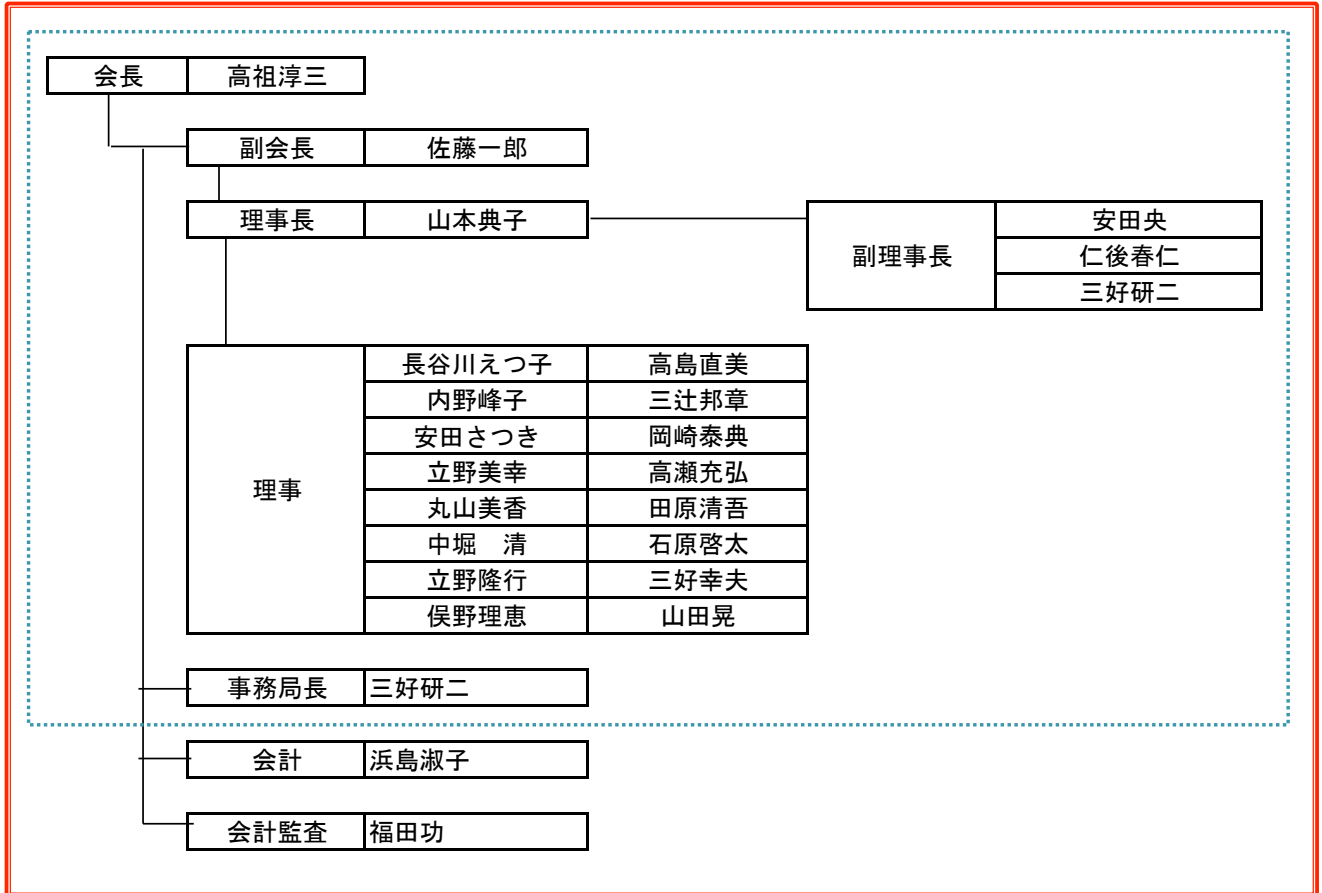 会長 高祖淳三
副会長 佐藤一郎
理事長 山本典子
副理事長 安田央
仁後春仁
三好研二
理事 長谷川えつ子 高島直美
内野峰子 三辻邦章
安田さつき 岡崎泰典
立野美幸 高瀬充弘
丸山美香 田原清吾
中堀　清 石原啓太
立野隆行 三好幸夫
俣野理恵 山田晃
事務局長 三好研二
会計 浜島淑子
会計監査 福田功